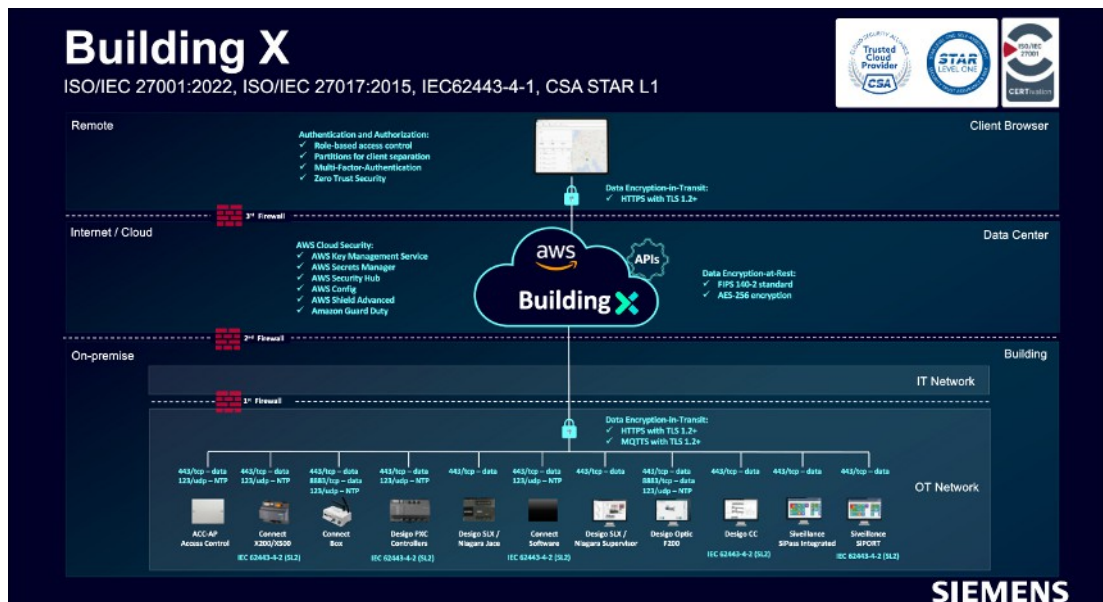 Building X
ISO/IEC 27001:2022, ISO/IEC 27017:2015, IEC62443-4-1, CSA STAR L1
CLOUD SECURITY ALLIANCE
Trusted
Cloud
Provider
CSA
STAR
LEVEL ONE
ISO/IEC
27001
CERTivation
Remote
Client Browser
Authentication and Authorization:
✓ Role-based access control
✓ Partitions for client separation
✓ Multi-Factor-Authentication
✓ Zero Trust Security
Data Encryption-in-Transit:
✓ HTTPS with TLS 1.2+
3rd Firewall
Internet / Cloud
Data Center
AWS Cloud Security:
✓ AWS Key Management Service
✓ AWS Secrets Manager
✓ AWS Security Hub
✓ AWS Config
✓ AWS Shield Advanced
✓ Amazon Guard Duty
aws
APIs
Building X
Data Encryption-at-Rest:
✓ FIPS 140-2 standard
✓ AES-256 encryption
2nd Firewall
On-premise
Building
IT Network
1st Firewall
Data Encryption-in-Transit:
✓ HTTPS with TLS 1.2+
✓ MQTTS with TLS 1.2+
OT Network
443/tcp – data
123/udp – NTP
ACC-AP
Access Control
443/tcp – data
123/udp – NTP
Connect
X200/X300
IEC 62443-4-2 (SL2)
443/tcp – data
8883/tcp – data
123/udp – NTP
Connect
Box
443/tcp – data
123/udp – NTP
Desigo PXC
Controllers
IEC 62443-4-2 (SL2)
443/tcp – data
Desigo SLX /
Niagara Jace
443/tcp – data
123/udp – NTP
Connect
Software
IEC 62443-4-2 (SL2)
443/tcp – data
Desigo SLX /
Niagara Supervisor
443/tcp – data
8883/tcp – data
123/udp – NTP
Desigo Optic
F200
443/tcp – data
Desigo CC
IEC 62443-4-2 (SL2)
443/tcp – data
Siveillance
SiPass Integrated
443/tcp – data
Siveillance
SiPORT
IEC 62443-4-2 (SL2)
SIEMENS